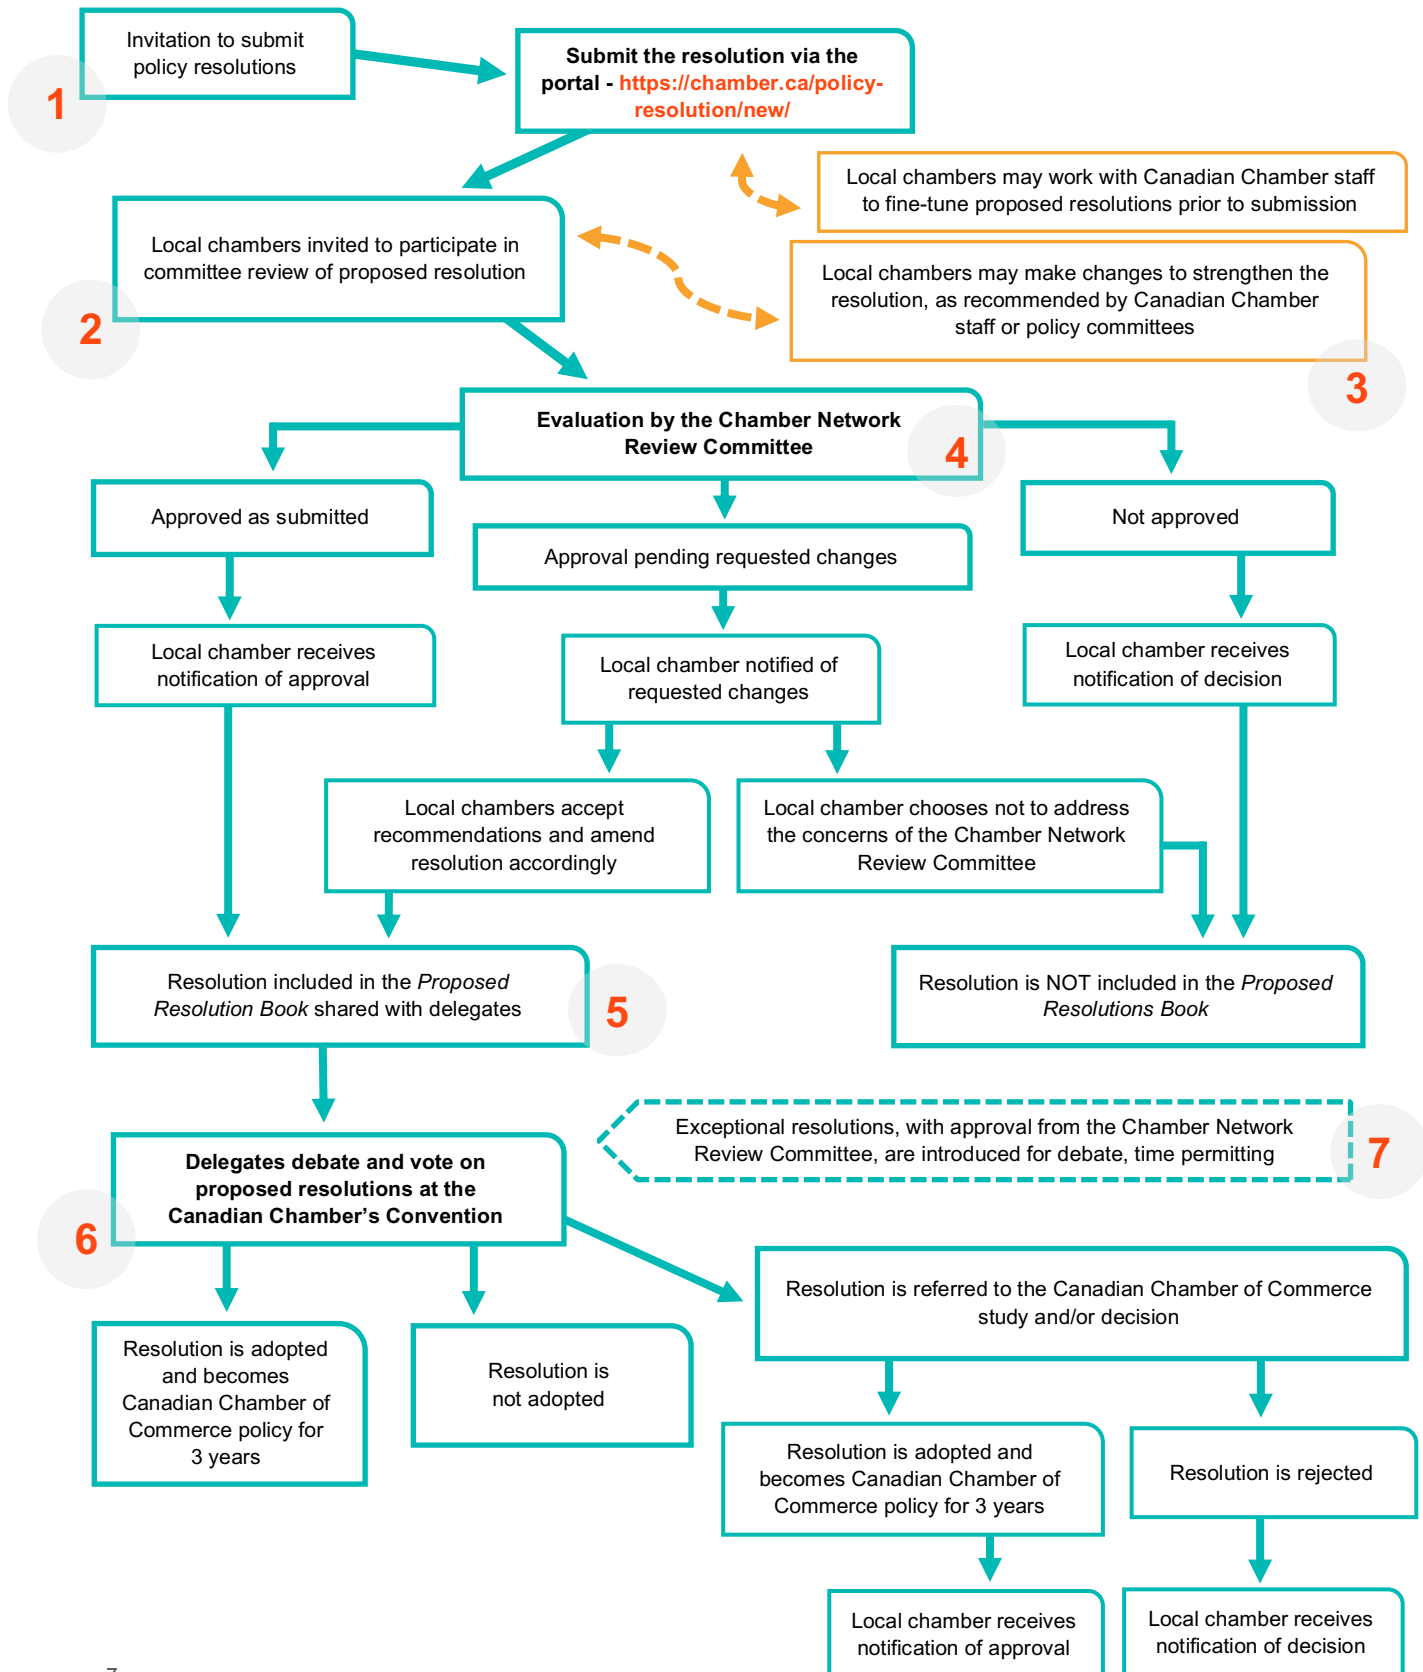 Invitation to submit
policy resolutions
1
Submit the resolution via the
portal - https://chamber.ca/policy-
resolution/new/
Local chambers may work with Canadian Chamber staff
to fine-tune proposed resolutions prior to submission
Local chambers invited to participate in
committee review of proposed resolution
2
Local chambers may make changes to strengthen the
resolution, as recommended by Canadian Chamber
staff or policy committees
3
Evaluation by the Chamber Network
Review Committee
4
Approved as submitted
Approval pending requested changes
Not approved
Local chamber receives
notification of approval
Local chamber notified of
requested changes
Local chamber receives
notification of decision
Local chambers accept
recommendations and amend
resolution accordingly
Local chamber chooses not to address
the concerns of the Chamber Network
Review Committee
Resolution included in the Proposed
Resolution Book shared with delegates
5
Resolution is NOT included in the Proposed
Resolutions Book
Exceptional resolutions, with approval from the Chamber Network
Review Committee, are introduced for debate, time permitting
7
Delegates debate and vote on
proposed resolutions at the
Canadian Chamber's Convention
6
Resolution is referred to the Canadian Chamber of Commerce
study and/or decision
Resolution is adopted
and becomes
Canadian Chamber of
Commerce policy for
3 years
Resolution is
not adopted
Resolution is adopted and
becomes Canadian Chamber of
Commerce policy for 3 years
Resolution is rejected
Local chamber receives
notification of approval
Local chamber receives
notification of decision